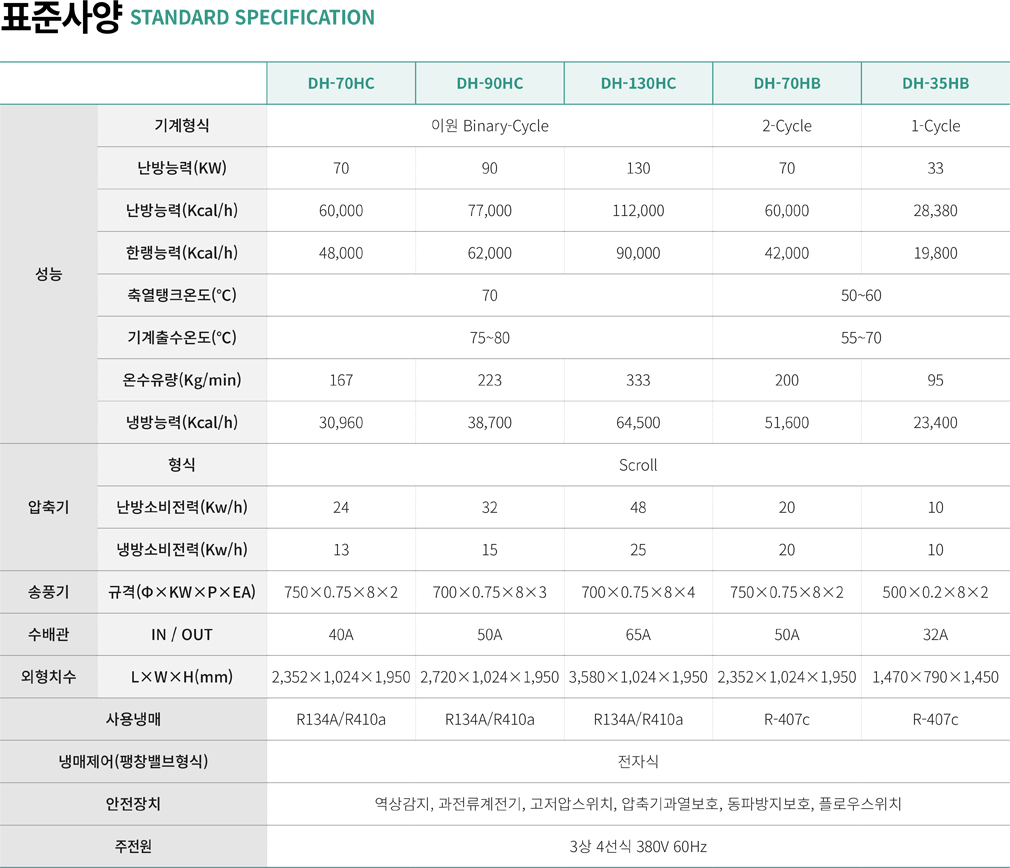 표준사양 STANDARD SPECIFICATION
DH-70HC DH-90HC DH-130HC DH-70HB DH-35HB
성능
기계형식 이원 Binary-Cycle 2-Cycle 1-Cycle
난방능력(KW) 70 90 130 70 33
난방능력(Kcal/h) 60,000 77,000 112,000 60,000 28,380
한랭능력(Kcal/h) 48,000 62,000 90,000 42,000 19,800
축열탱크온도(℃) 70 50~60
기계출수온도(℃) 75~80 55~70
온수유량(Kg/min) 167 223 333 200 95
냉방능력(Kcal/h) 30,960 38,700 64,500 51,600 23,400
압축기
형식 Scroll
난방소비전력(Kw/h) 24 32 48 20 10
냉방소비전력(Kw/h) 13 15 25 20 10
송풍기 규격(Φ×KW×P×EA) 750×0.75×8×2 700×0.75×8×3 700×0.75×8×4 750×0.75×8×2 500×0.2×8×2
수배관 IN / OUT 40A 50A 65A 50A 32A
외형치수 L×W×H(mm) 2,352×1,024×1,950 2,720×1,024×1,950 3,580×1,024×1,950 2,352×1,024×1,950 1,470×790×1,450
사용냉매 R134A/R410a R134A/R410a R134A/R410a R-407c R-407c
냉매제어(팽창밸브형식) 전자식
안전장치 역상감지, 과전류계전기, 고저압스위치, 압축기과열보호, 동파방지보호, 플로우스위치
주전원 3상 4선식 380V 60Hz